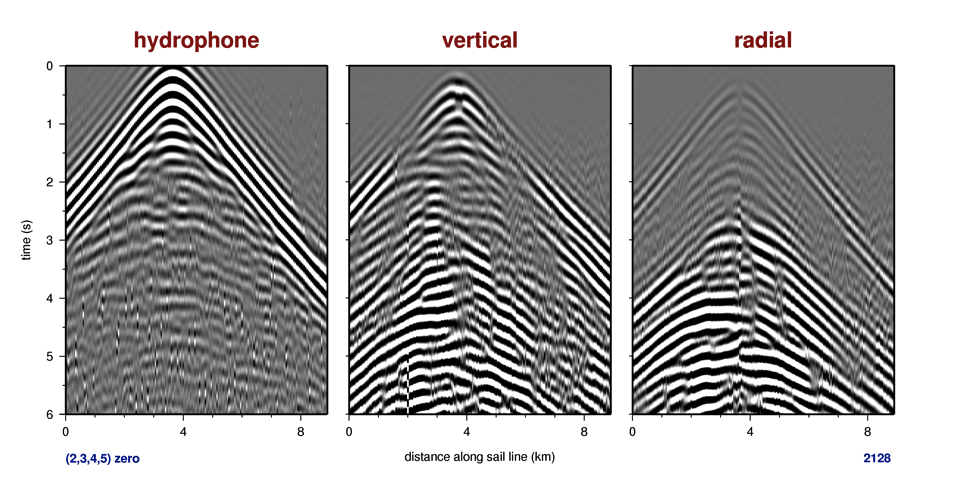 hydrophone vertical radial
0
1
2
3
4
5
6
time (s)
0 4 8 0 4 8 0 4 8
(2,3,4,5) zero distance along sail line (km) 2128